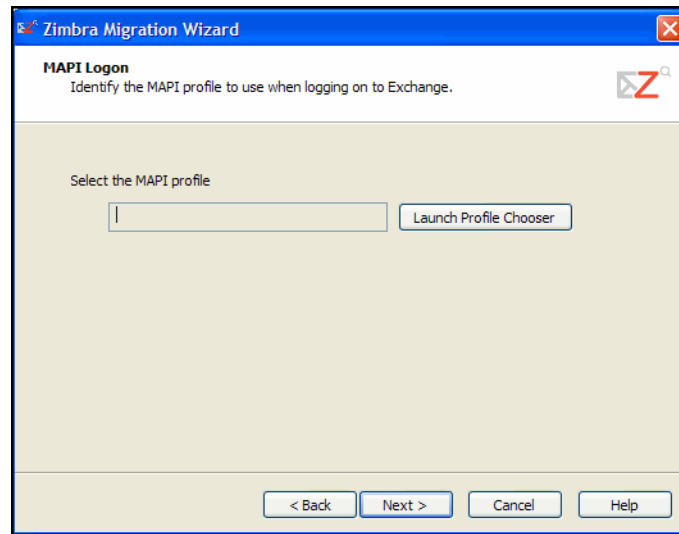 Zimbra Migration Wizard
MAPI Logon
Identify the MAPI profile to use when logging on to Exchange.
Select the MAPI profile
Launch Profile Chooser
< Back Next > Cancel Help